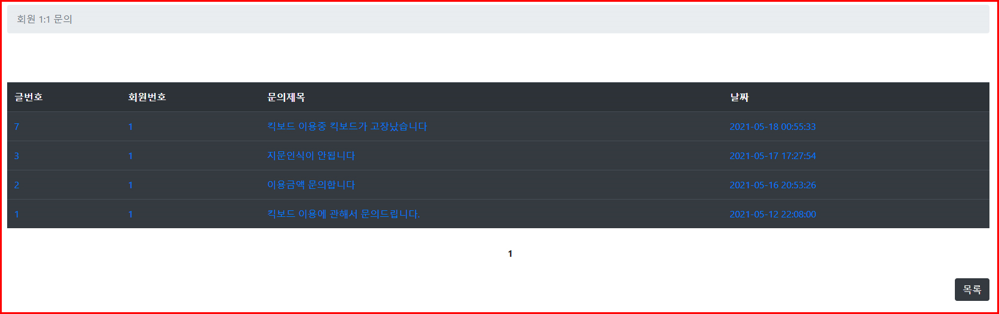 회원 1:1 문의
글번호 회원번호 문의제목 날짜
7 1 킥보드 이용중 킥보드가 고장났습니다 2021-05-18 00:55:33
3 1 지문인식이 안됩니다 2021-05-17 17:27:54
2 1 이용금액 문의합니다 2021-05-16 20:53:26
1 1 킥보드 이용에 관해서 문의드립니다. 2021-05-12 22:08:00
1
목록